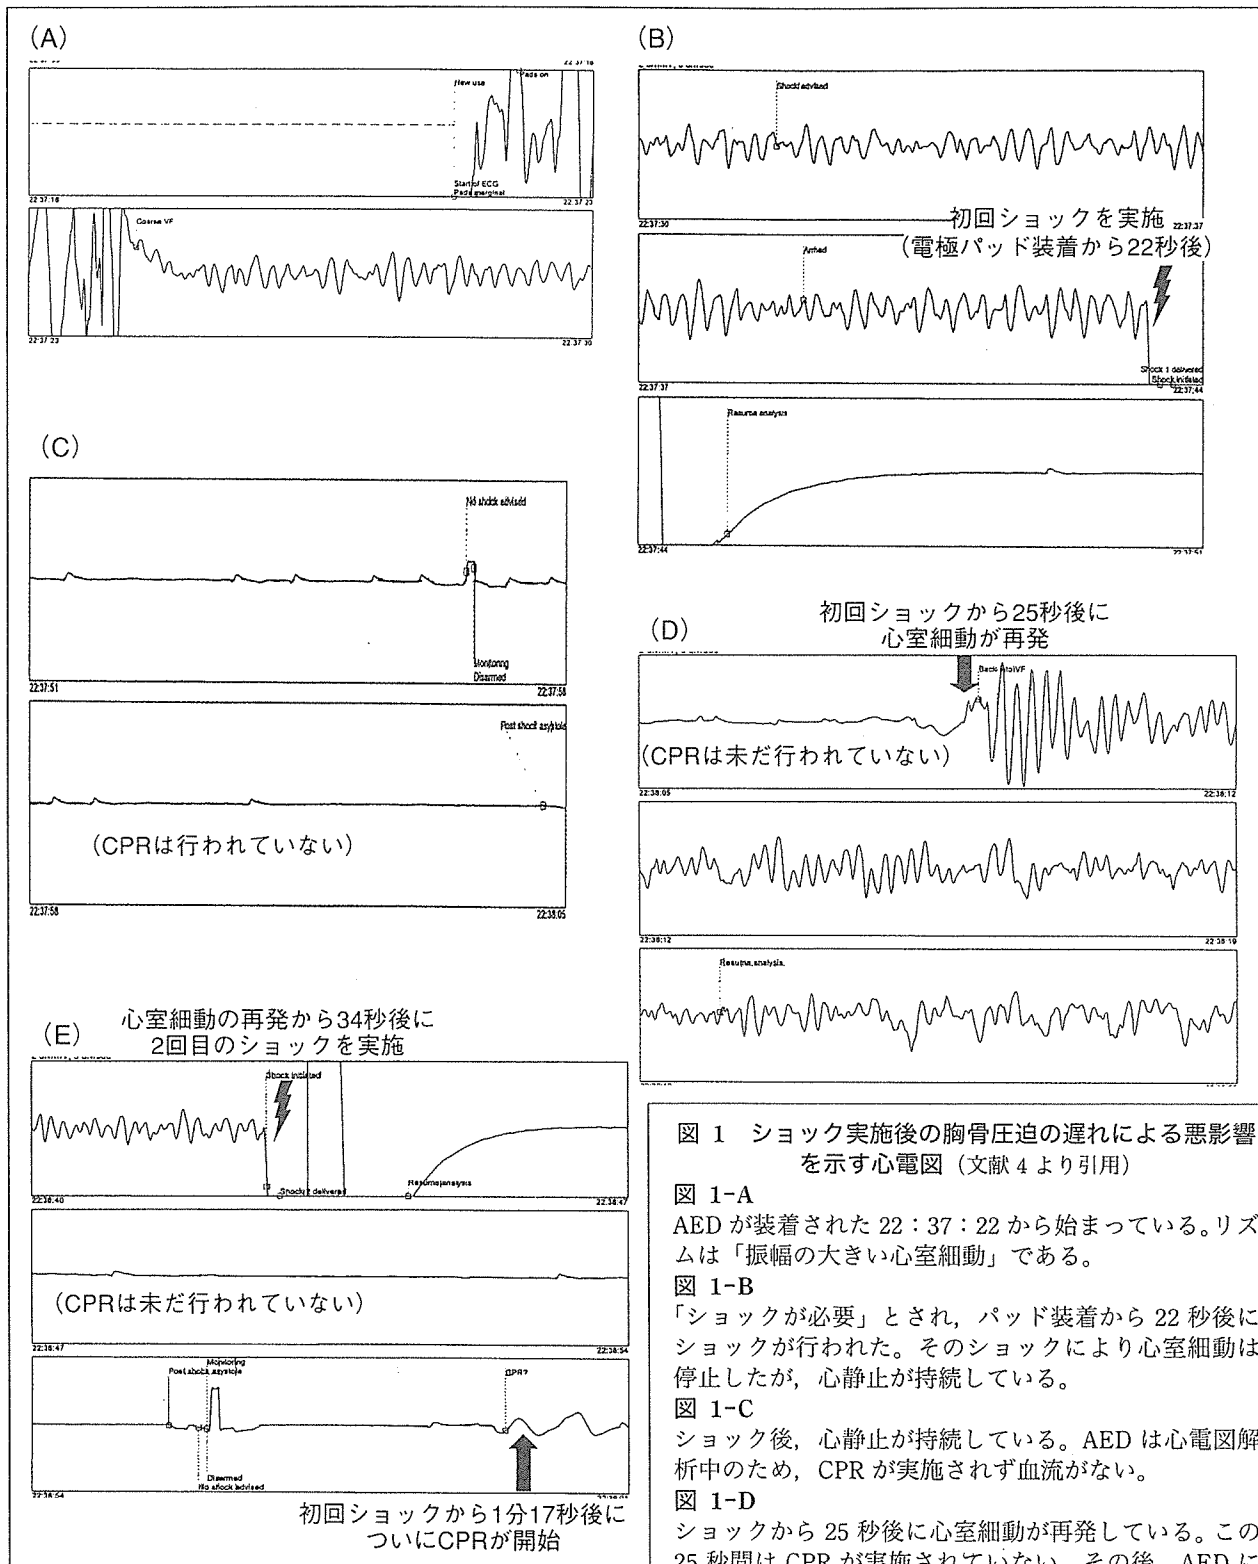 (A)
22:37:16
New use
Pads on
Start of ECG
Pads marginal
22:37:16
22:37:23
Coarse VF
22:37:23
22:37:30
(B)
Shock advised
22:37:30
22:37:37
初回ショックを実施
(電極パッド装着から22秒後)
Armed
Shock 1 delivered
Shock initiated
22:37:37
22:37:44
Resume analysis
22:37:44
22:37:51
(C)
No shock advised
Monitoring
Disarmed
22:37:51
22:37:58
Post shock asystole
(CPRは行われていない)
22:37:58
22:38:05
(D)
初回ショックから25秒後に
心室細動が再発
Back into VF
(CPRは未だ行われていない)
22:38:05
22:38:12
22:38:12
22:38:19
Resume analysis
(E)
心室細動の再発から34秒後に
2回目のショックを実施
Shock initiated
Shock 2 delivered
Resume analysis
22:38:40
22:38:47
(CPRは未だ行われていない)
22:38:47
22:38:54
Post shock asystole
Monitoring
CPR?
Disarmed
No shock advised
22:38:54
初回ショックから1分17秒後に
ついにCPRが開始
図 1 ショック実施後の胸骨圧迫の遅れによる悪影響
を示す心電図（文献 4 より引用）
図 1-A
AED が装着された 22：37：22 から始まっている。リズ
ムは「振幅の大きい心室細動」である。
図 1-B
「ショックが必要」とされ，パッド装着から 22 秒後に
ショックが行われた。そのショックにより心室細動は
停止したが，心静止が持続している。
図 1-C
ショック後，心静止が持続している。AED は心電図解
析中のため，CPR が実施されず血流がない。
図 1-D
ショックから 25 秒後に心室細動が再発している。この
25 秒間は CPR が実施されていない。その後，AED に